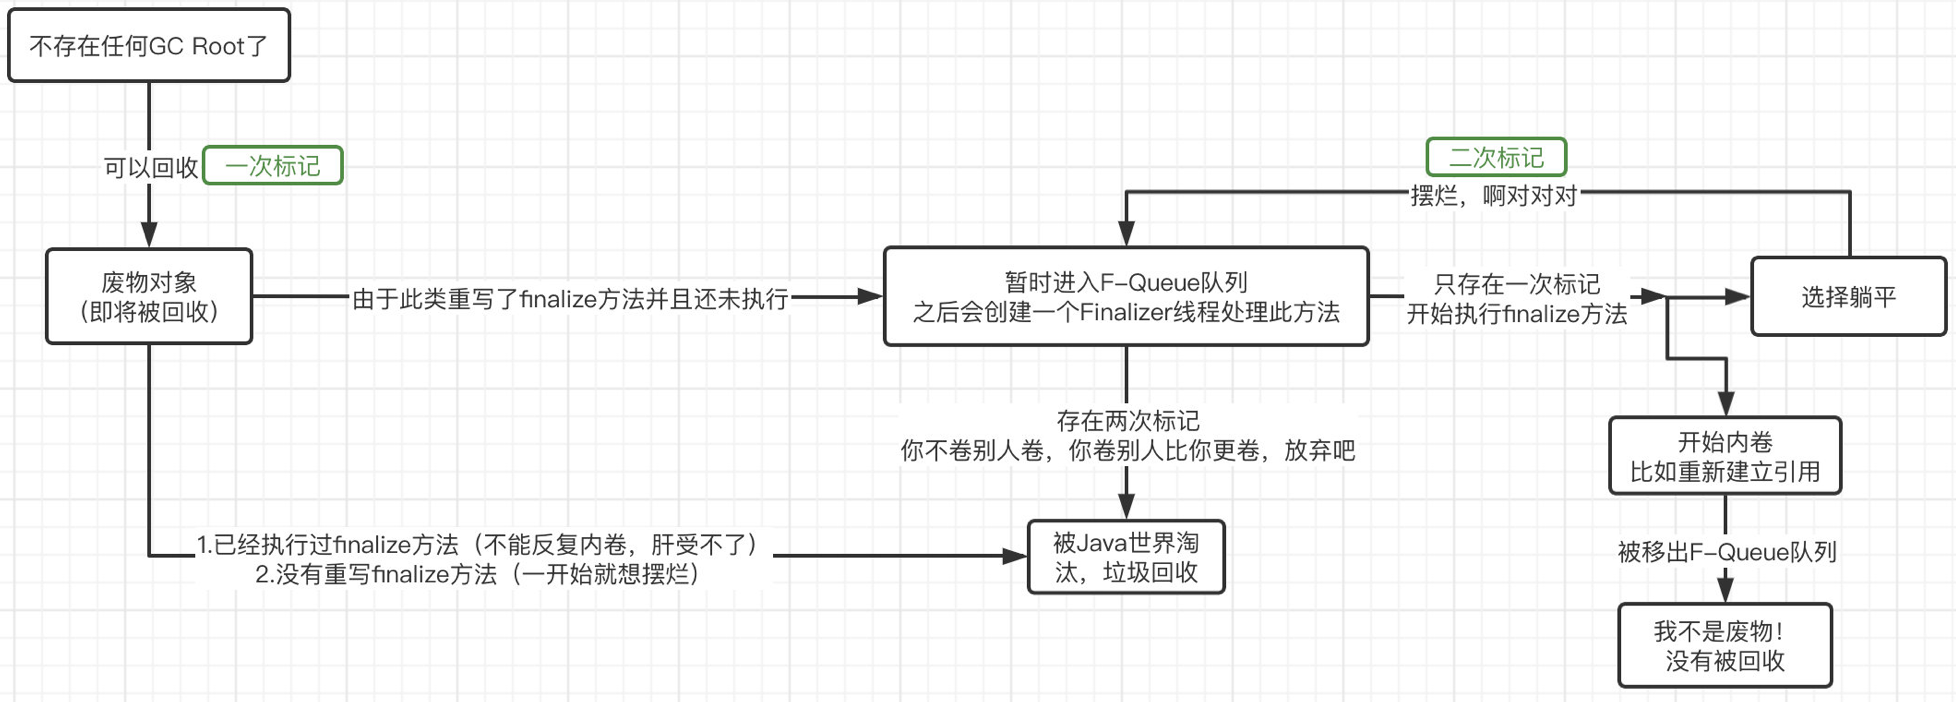 不存在任何GC Root了
可以回收
一次标记
废物对象
（即将被回收）
由于此类重写了finalize方法并且还未执行
二次标记
摆烂，啊对对对
暂时进入F-Queue队列
之后会创建一个Finalizer线程处理此方法
只存在一次标记
开始执行finalize方法
选择躺平
存在两次标记
你不卷别人卷，你卷别人比你更卷，放弃吧
开始内卷
比如重新建立引用
1.已经执行过finalize方法（不能反复内卷，肝受不了）
2.没有重写finalize方法（一开始就想摆烂）
被Java世界淘
汰，垃圾回收
被移出F-Queue队列
我不是废物！
没有被回收